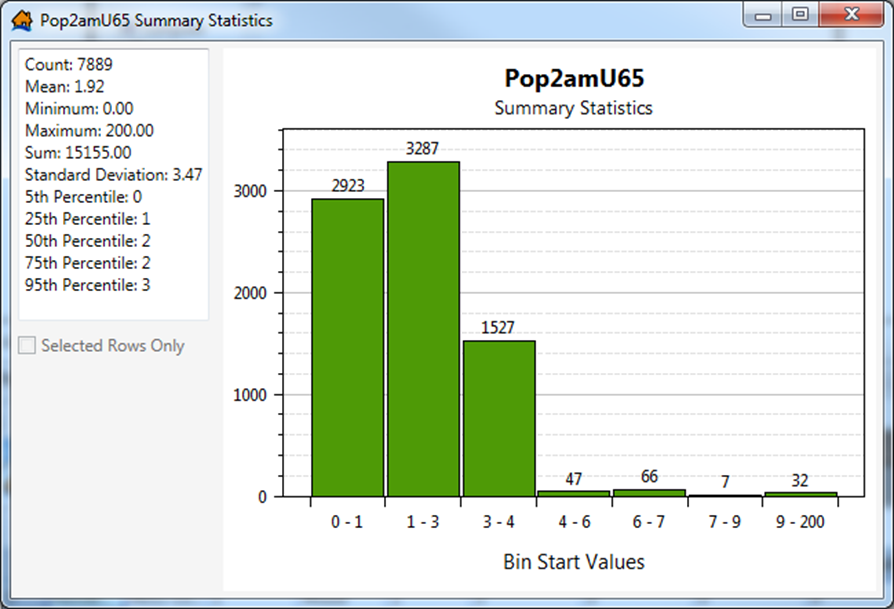 Pop2amU65 Summary Statistics
Count: 7889
Mean: 1.92
Minimum: 0.00
Maximum: 200.00
Sum: 15155.00
Standard Deviation: 3.47
5th Percentile: 0
25th Percentile: 1
50th Percentile: 2
75th Percentile: 2
95th Percentile: 3
Selected Rows Only
Pop2amU65
Summary Statistics
3000
2000
1000
0
2923
3287
1527
47
66
7
32
0 - 1
1 - 3
3 - 4
4 - 6
6 - 7
7 - 9
9 - 200
Bin Start Values